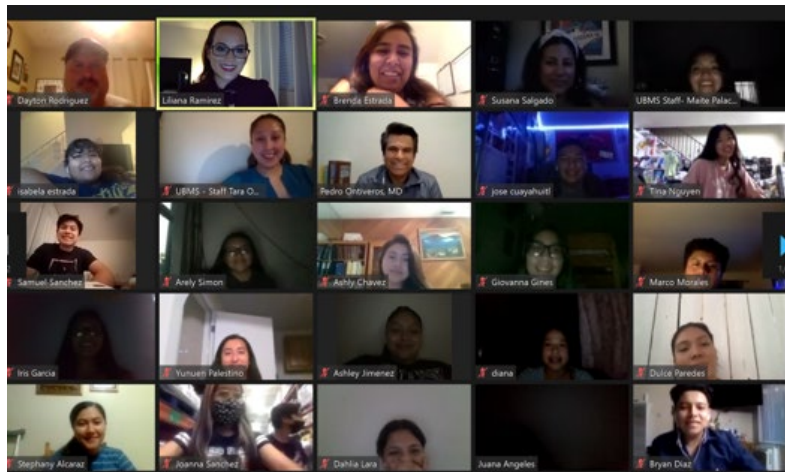 Dayton Rodriguez
Liliana Ramirez
Brenda Estrada
Susana Salgado
UBMS Staff- Maite Palac...
isabela estrada
UBMS - Staff Tara O...
Pedro Ontiveros, MD
jose cuayahuitl
Tina Nguyen
Samuel Sanchez
Arely Simon
Ashly Chavez
Giovanna Gines
Marco Morales
Iris Garcia
Yunuen Palestino
Ashley Jimenez
diana
Dulce Paredes
Stephany Alcaraz
Joanna Sanchez
Dahlia Lara
Juana Angeles
Bryan Diaz